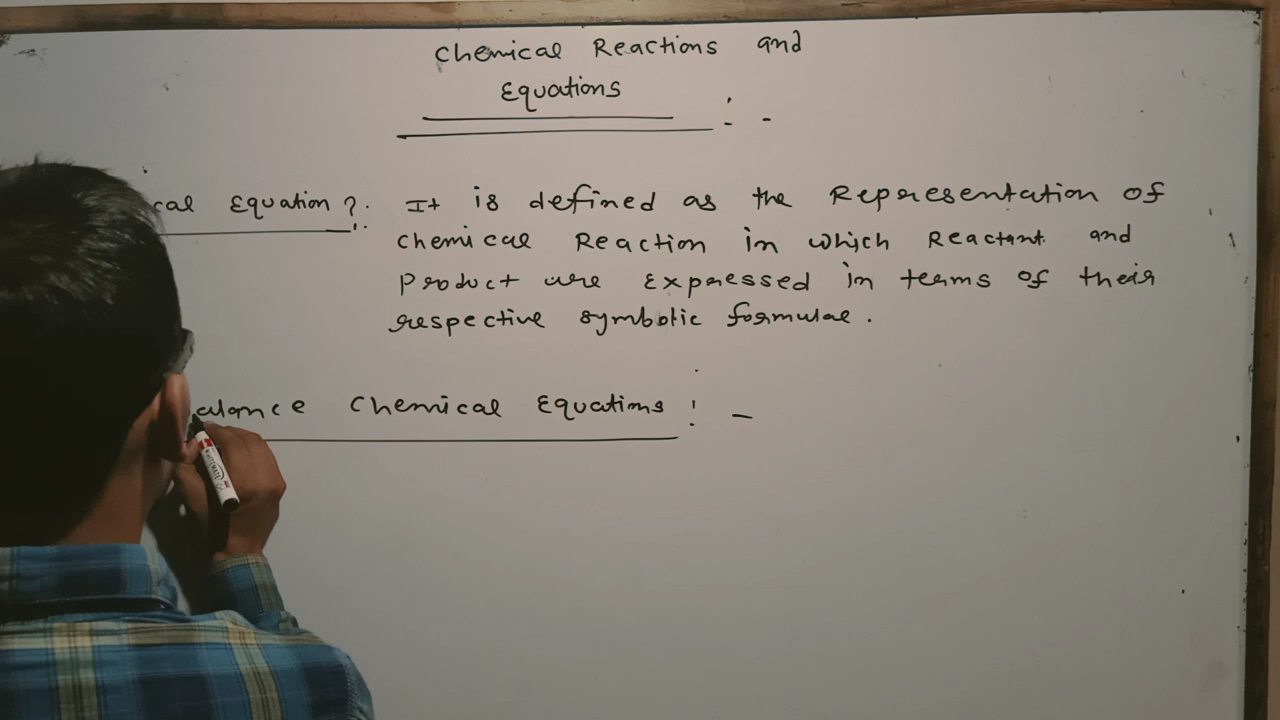 Chemical Reactions and
Equations :-
cal Equation?. It is defined as the Representation of
chemical Reaction in which Reactant and
Product are Expressed in terms of their
respective symbolic formulae.
alance Chemical Equations :-
WHITEMATE